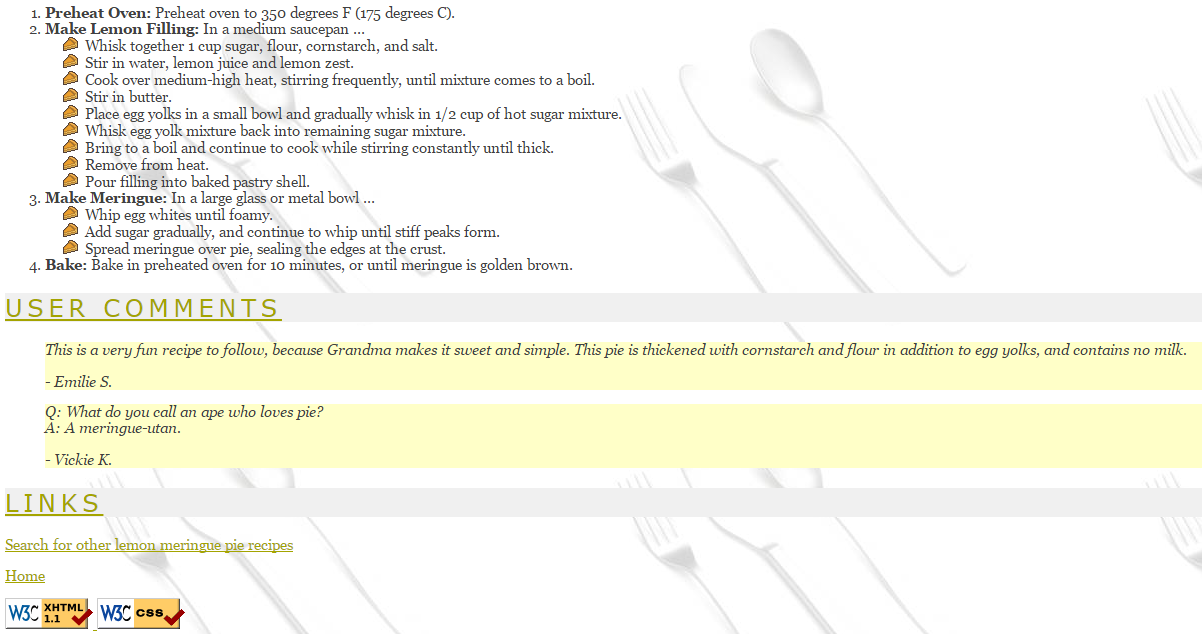 1. Preheat Oven: Preheat oven to 350 degrees F (175 degrees C).
2. Make Lemon Filling: In a medium saucepan ...
Whisk together 1 cup sugar, flour, cornstarch, and salt.
Stir in water, lemon juice and lemon zest.
Cook over medium-high heat, stirring frequently, until mixture comes to a boil.
Stir in butter.
Place egg yolks in a small bowl and gradually whisk in 1/2 cup of hot sugar mixture.
Whisk egg yolk mixture back into remaining sugar mixture.
Bring to a boil and continue to cook while stirring constantly until thick.
Remove from heat.
Pour filling into baked pastry shell.
3. Make Meringue: In a large glass or metal bowl ...
Whip egg whites until foamy.
Add sugar gradually, and continue to whip until stiff peaks form.
Spread meringue over pie, sealing the edges at the crust.
4. Bake: Bake in preheated oven for 10 minutes, or until meringue is golden brown.
USER COMMENTS
This is a very fun recipe to follow, because Grandma makes it sweet and simple. This pie is thickened with cornstarch and flour in addition to egg yolks, and contains no milk.
- Emilie S.
Q: What do you call an ape who loves pie?
A: A meringue-utan.
- Vickie K.
LINKS
Search for other lemon meringue pie recipes
Home
W3C XHTML 1.1 W3C css